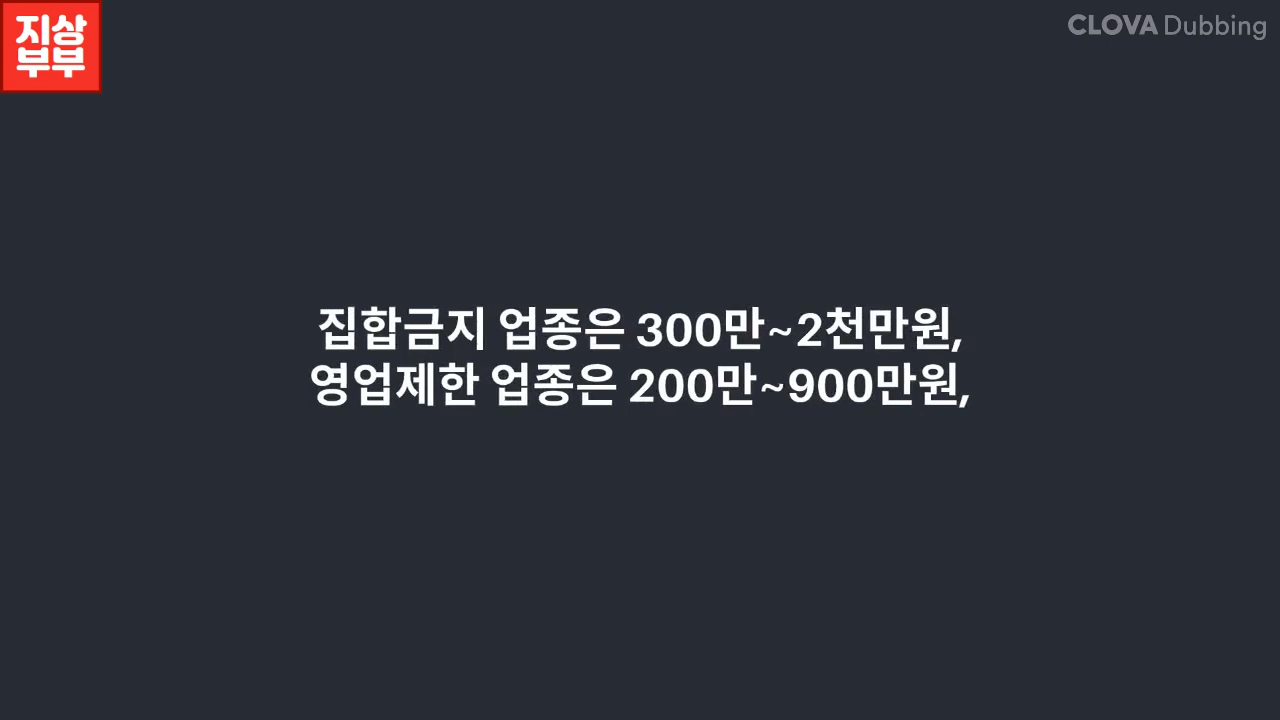 지상
부부
CLOVA Dubbing
집합금지 업종은 300만~2천만원,
영업제한 업종은 200만~900만원,